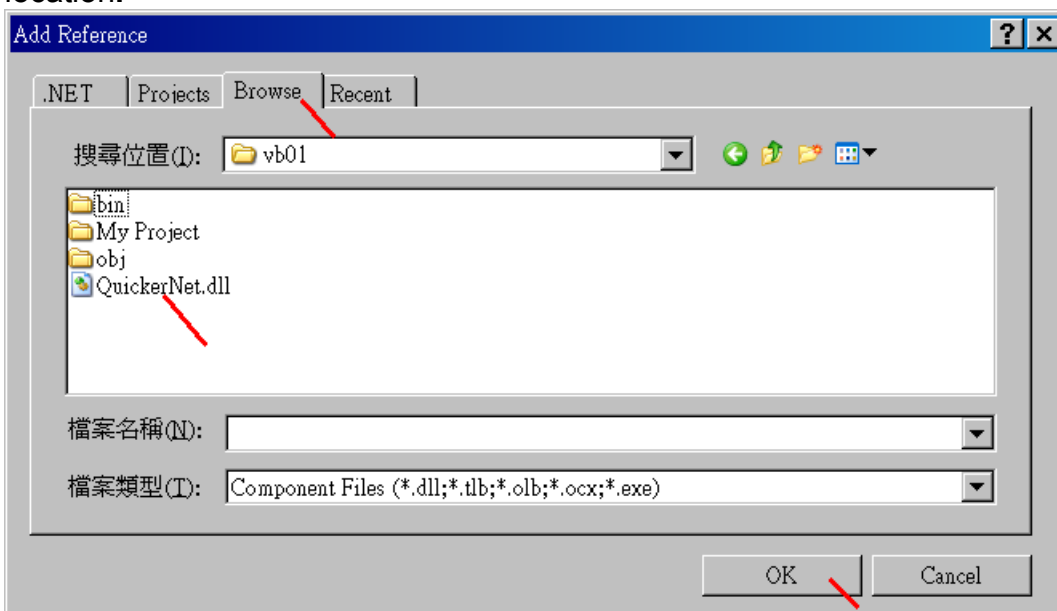 location.
Add Reference
.NET Projects Browse Recent
搜尋位置(I): vb01
bin
My Project
obj
QuickerNet.dll
檔案名稱(N):
檔案類型(T): Component Files (*.dll;*.tlb;*.olb;*.ocx;*.exe)
OK Cancel